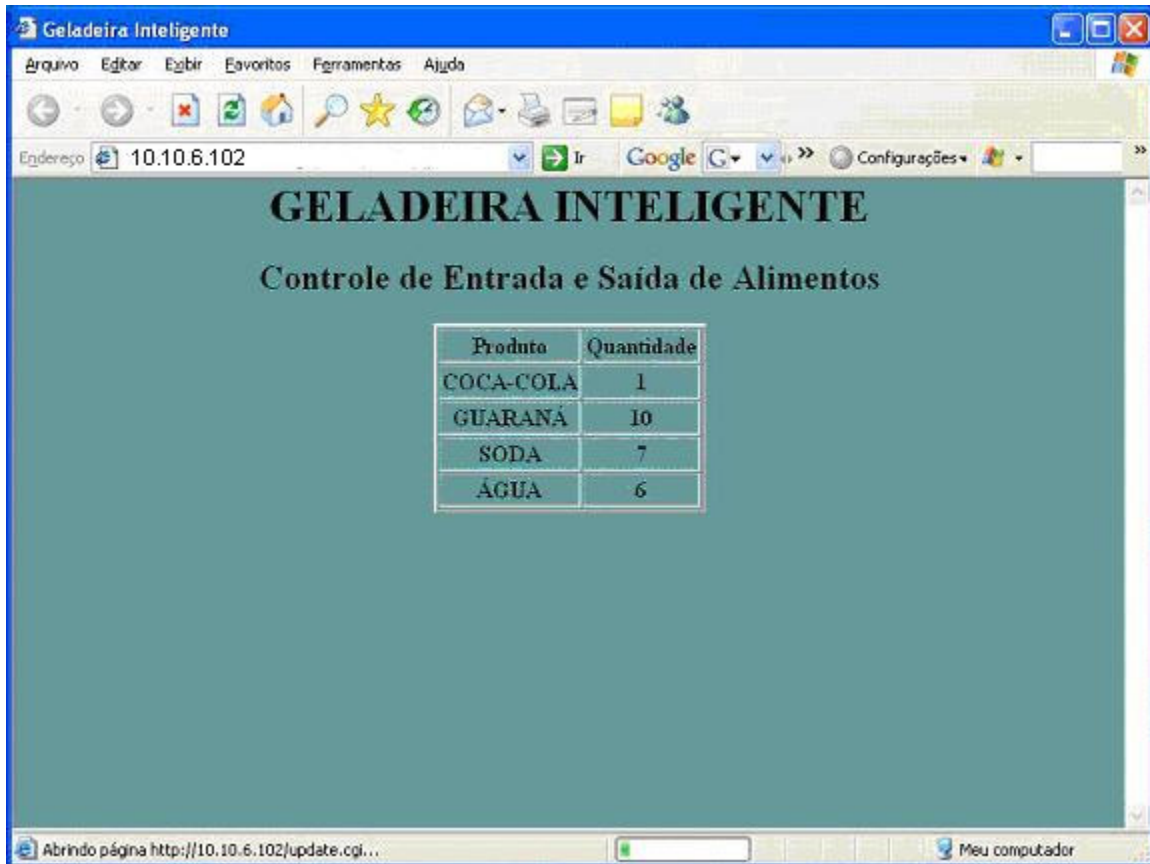 Geladeira Inteligente
Arquivo Editar Exibir Favoritos Ferramentas Ajuda
Endereço 10.10.6.102 Ir Google G Configurações
GELADEIRA INTELIGENTE
Controle de Entrada e Saída de Alimentos
Produto Quantidade
COCA-COLA 1
GUARANÁ 10
SODA 7
ÁGUA 6
Abrindo página http://10.10.6.102/update.cgi... Meu computador